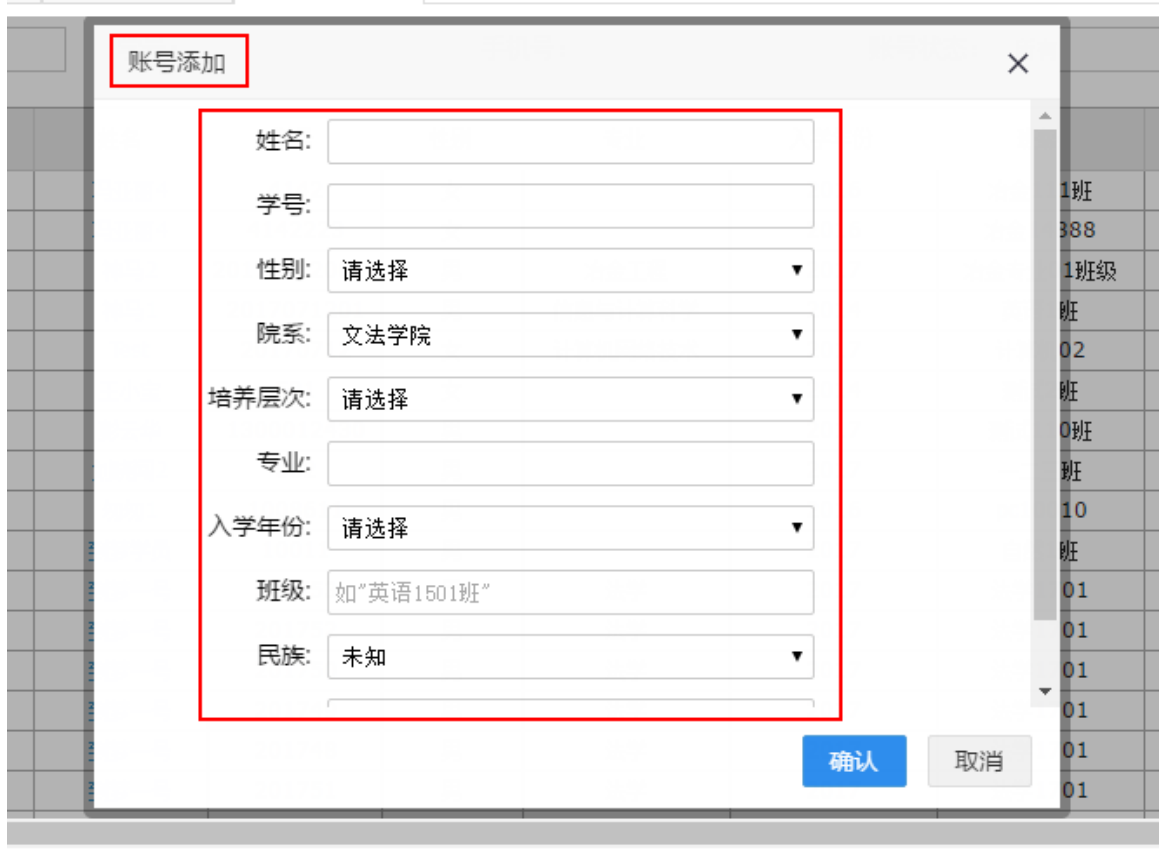 账号添加
姓名:
学号:
性别: 请选择
院系: 文法学院
培养层次: 请选择
专业:
入学年份: 请选择
班级: 如"英语1501班"
民族: 未知
确认 取消
1班
388
1班级
班
02
班
0班
班
10
班
01
01
01
01
01
01